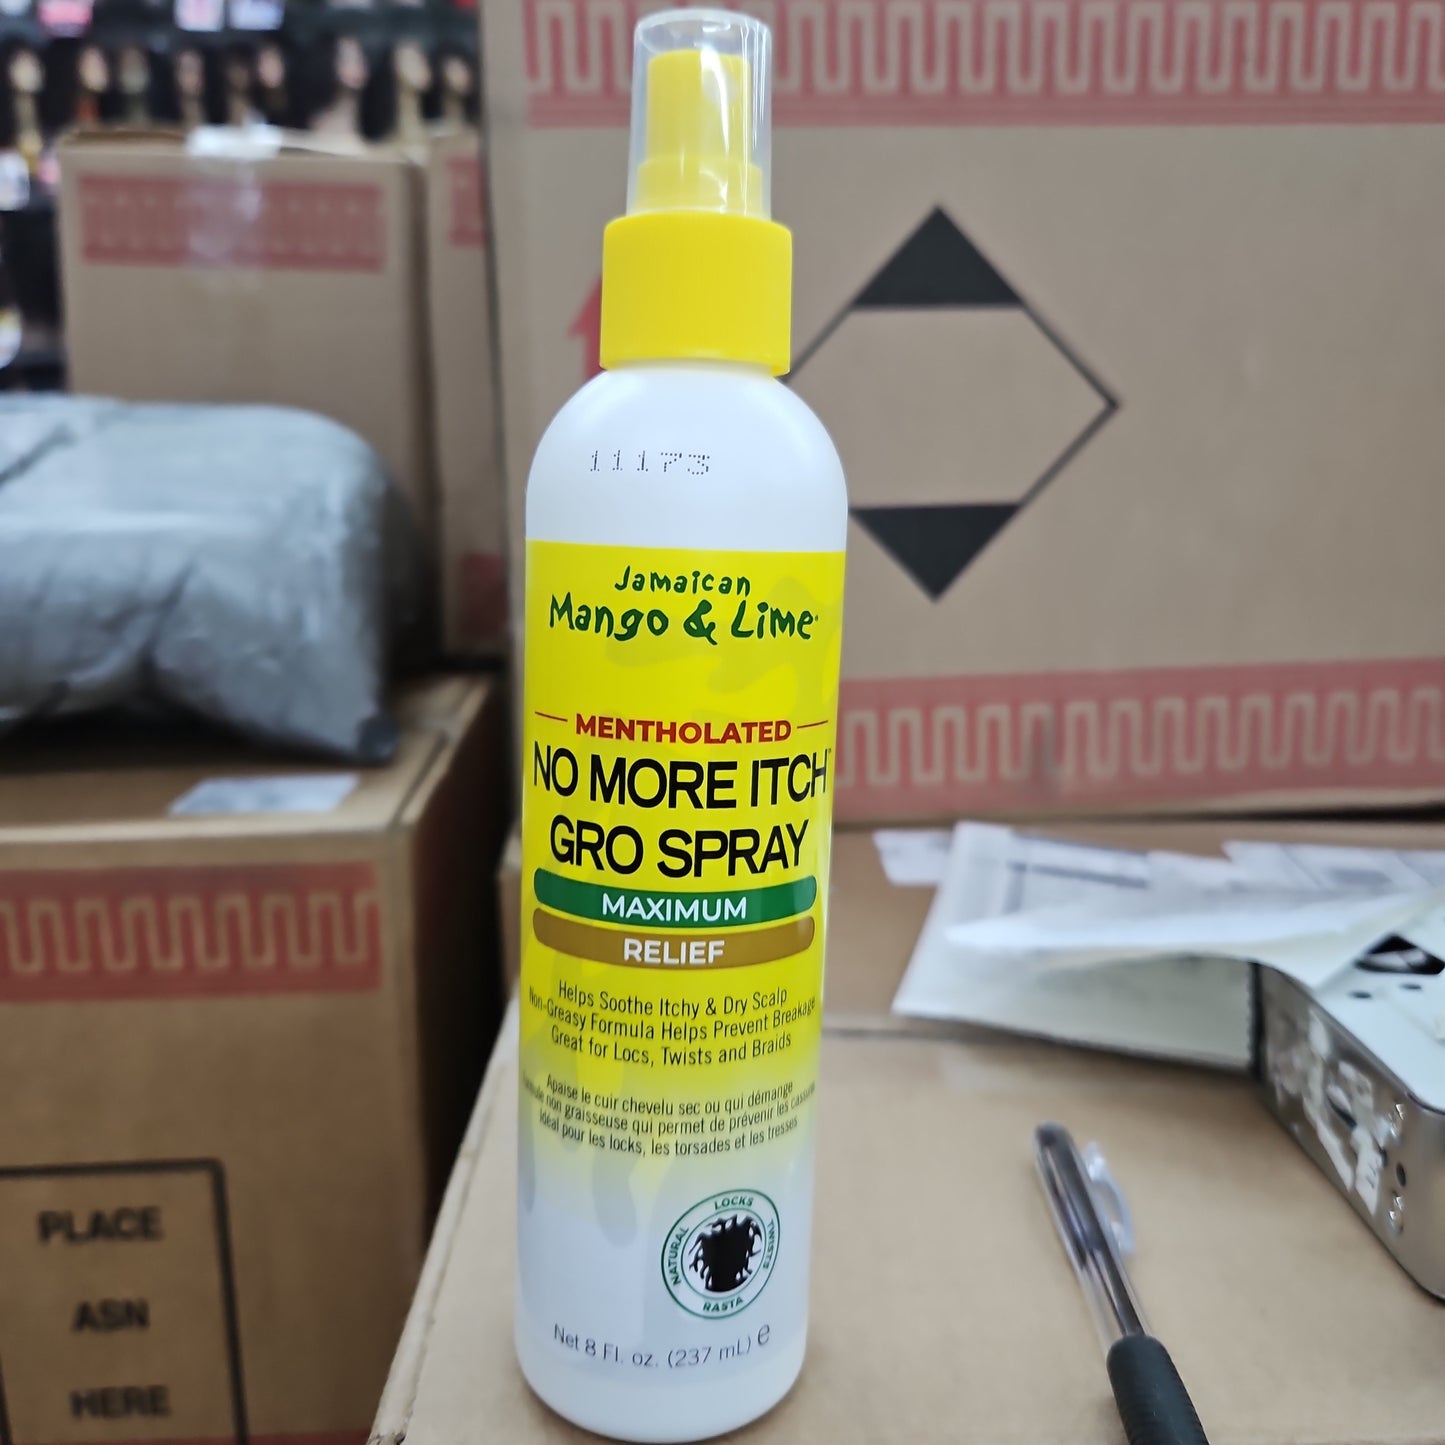 11173
Jamaican
Mango & Lime
MENTHOLATED
NO MORE ITCH™
GRO SPRAY
MAXIMUM
RELIEF
Helps Soothe Itchy & Dry Scalp
Non-Greasy Formula Helps Prevent Breakage
Great for Locs, Twists and Braids
Apaise le cuir chevelu sec ou qui démange
non graisseuse qui permet de prévenir les
Idéal pour les locks, les torsades et les tresses
NATURAL LOCKS TWISTS RASTA
Net 8 Fl. oz. (237 mL) e
PLACE
ASN
HERE